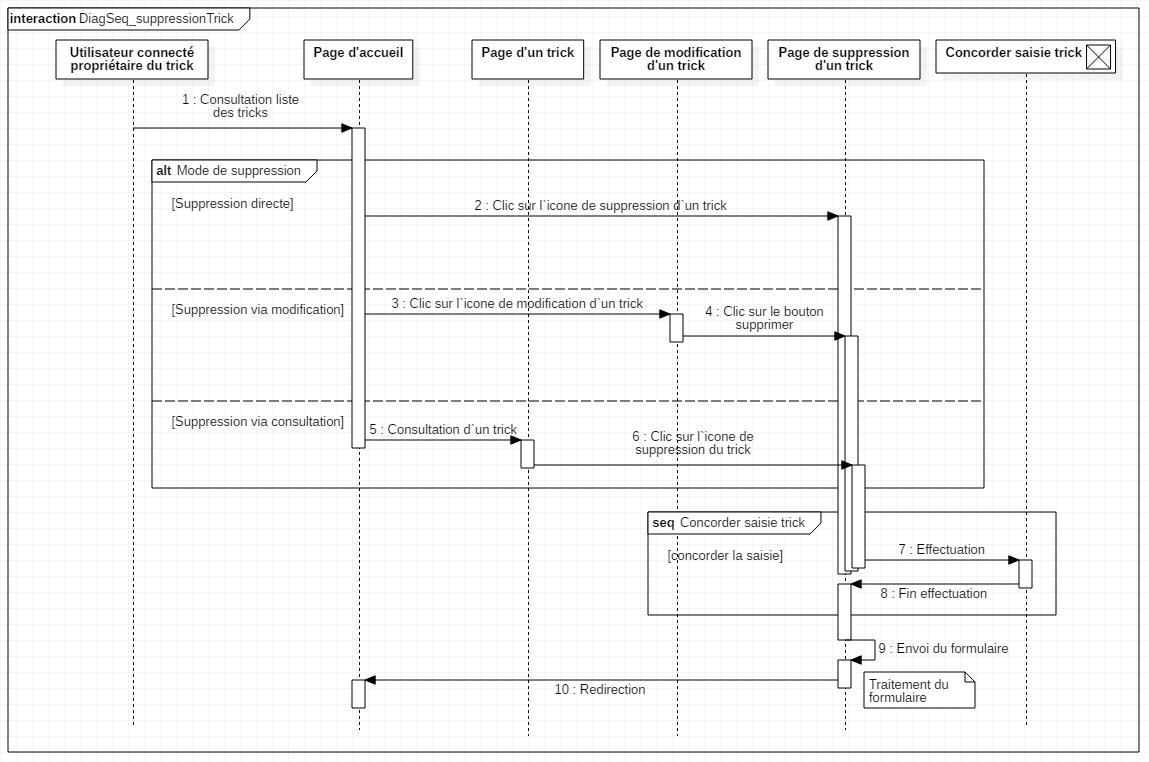 interaction DiagSeq_suppressionTrick
Utilisateur connecté
propriétaire du trick
Page d'accueil
Page d'un trick
Page de modification
d'un trick
Page de suppression
d'un trick
Concorder saisie trick
1 : Consultation liste
des tricks
alt Mode de suppression
[Suppression directe]
2 : Clic sur l`icone de suppression d`un trick
[Suppression via modification]
3 : Clic sur l`icone de modification d`un trick
4 : Clic sur le bouton
supprimer
[Suppression via consultation]
5 : Consultation d`un trick
6 : Clic sur l`icone de
suppression du trick
seq Concorder saisie trick
[concorder la saisie]
7 : Effectuation
8 : Fin effectuation
9 : Envoi du formulaire
Traitement du
formulaire
10 : Redirection